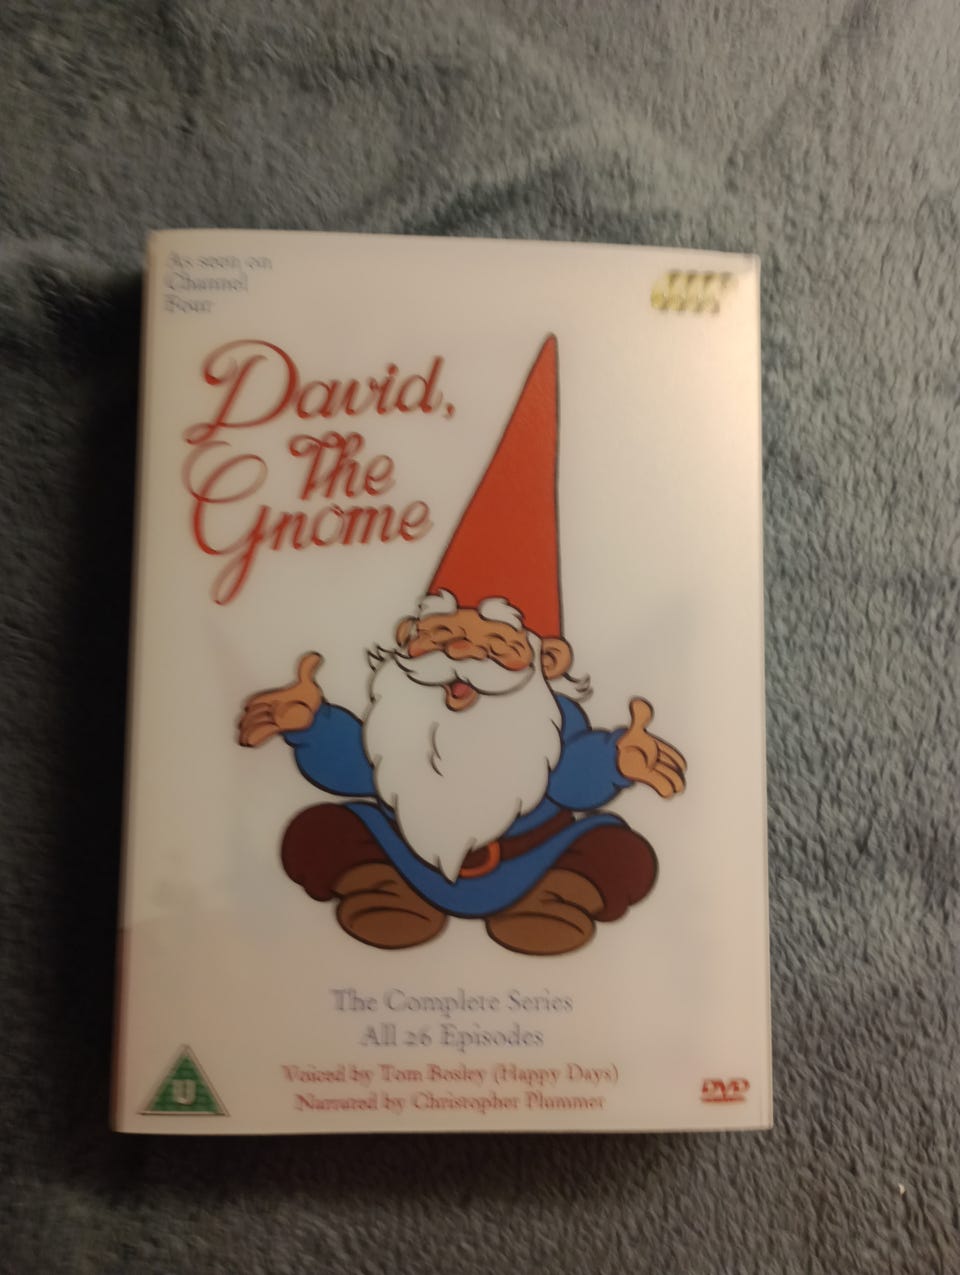 As seen on
Channel
Four
David,
The
Gnome
The Complete Series
All 26 Episodes
Voiced by Tom Bosley (Happy Days)
Narrated by Christopher Plummer
U
DVD